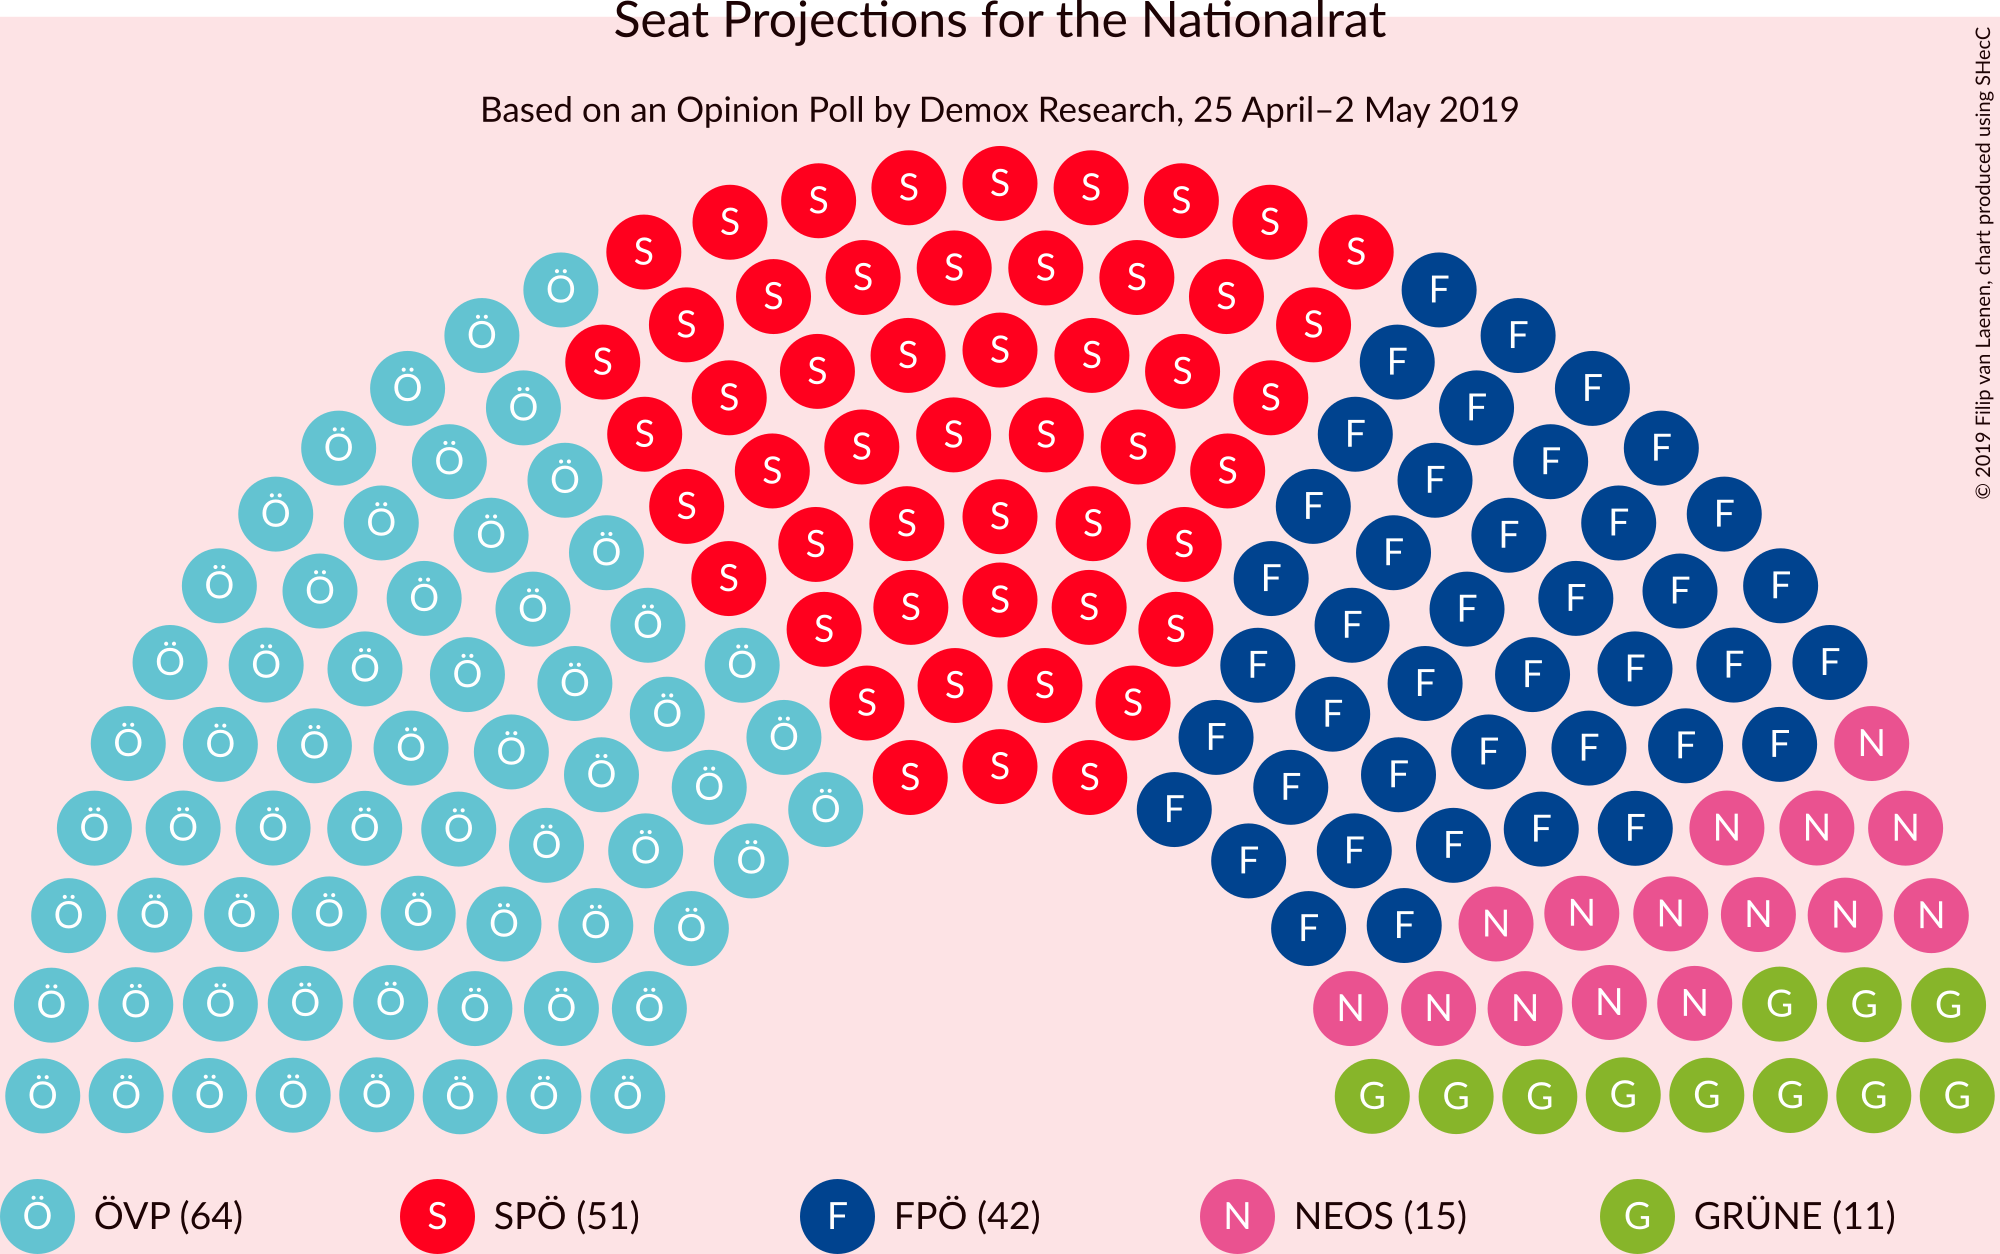 Seat Projections for the Nationalrat
Based on an Opinion Poll by Demox Research, 25 April–2 May 2019
© 2019 Filip van Laenen, chart produced using SHecC
S S S S S S S S S
Ö S S S S S S S S F
Ö Ö S S S S S S S S F F
Ö ÖVP (64)
S SPÖ (51)
F FPÖ (42)
N NEOS (15)
G GRÜNE (11)